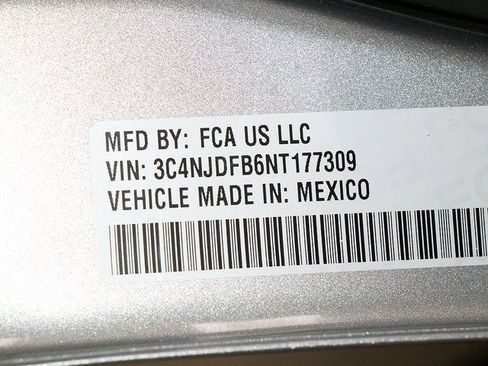 MFD BY: FCA US LLC
VIN: 3C4NJDFB6NT177309
VEHICLE MADE IN: MEXICO